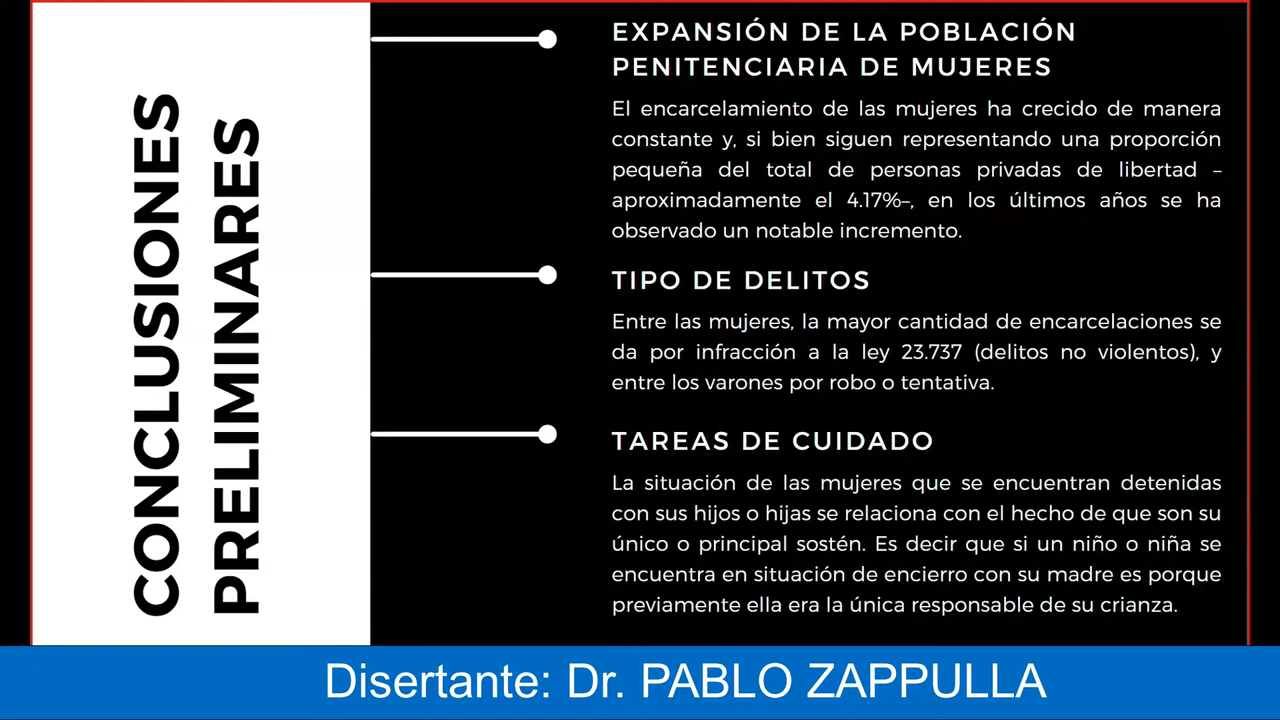 CONCLUSIONES
PRELIMINARES
EXPANSIÓN DE LA POBLACIÓN
PENITENCIARIA DE MUJERES
El encarcelamiento de las mujeres ha crecido de manera
constante y, si bien siguen representando una proporción
pequeña del total de personas privadas de libertad –
aproximadamente el 4.17%–, en los últimos años se ha
observado un notable incremento.
TIPO DE DELITOS
Entre las mujeres, la mayor cantidad de encarcelaciones se
da por infracción a la ley 23.737 (delitos no violentos), y
entre los varones por robo o tentativa.
TAREAS DE CUIDADO
La situación de las mujeres que se encuentran detenidas
con sus hijos o hijas se relaciona con el hecho de que son su
único o principal sostén. Es decir que si un niño o niña se
encuentra en situación de encierro con su madre es porque
previamente ella era la única responsable de su crianza.
Disertante: Dr. PABLO ZAPPULLA